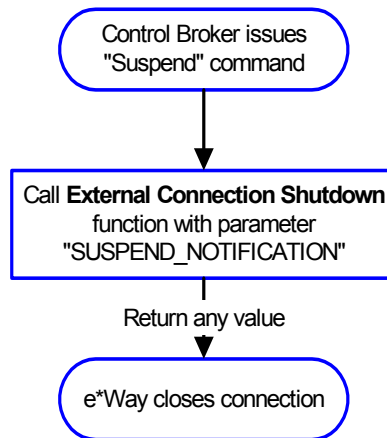 Control Broker issues
"Suspend" command
Call External Connection Shutdown
function with parameter
"SUSPEND_NOTIFICATION"
Return any value
e*Way closes connection